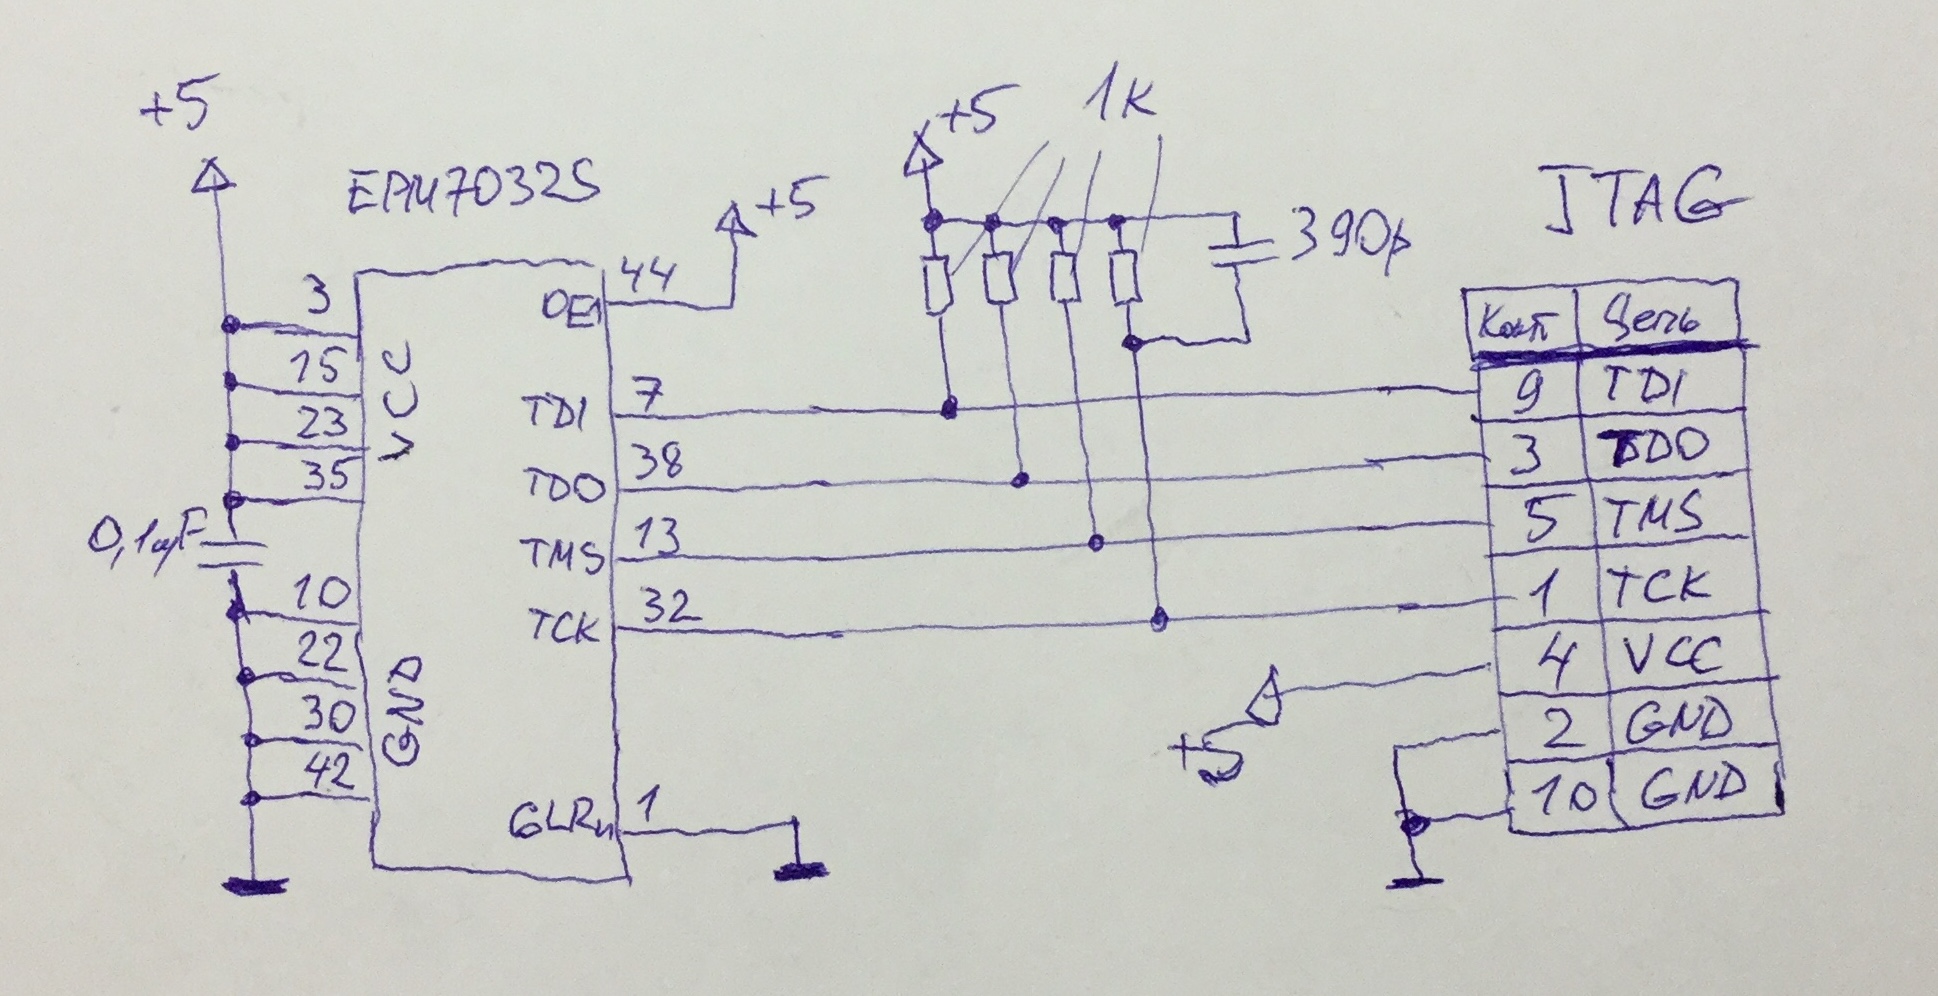 +5
EPM7032S
+5
+5
1K
390p
JTAG
3
15
23
35
VCC
0,1uF
10
22
30
42
GND
OE1
44
TDI
7
TDO
38
TMS
13
TCK
32
GLRn
1
+5
Конт Цепь
9 TDI
3 TDO
5 TMS
1 TCK
4 VCC
2 GND
10 GND